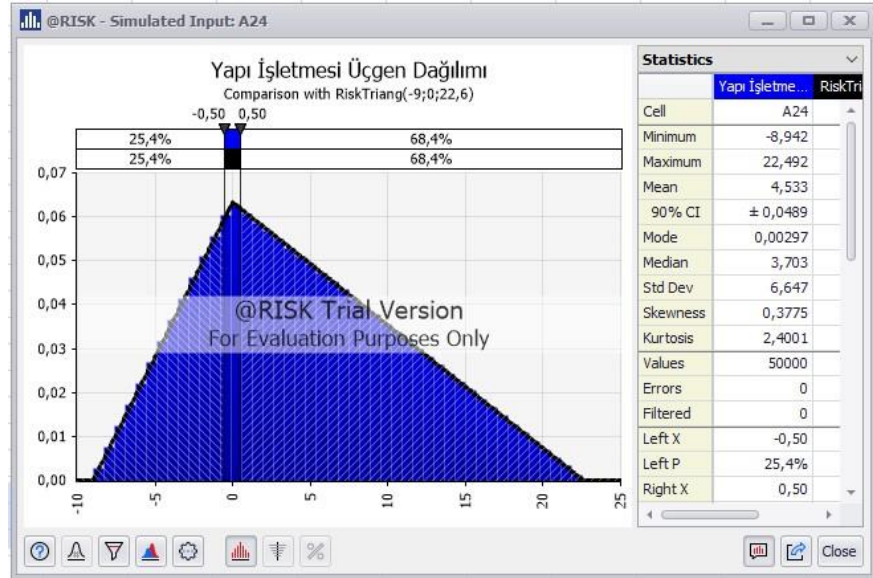 @RISK - Simulated Input: A24
Yapı İşletmesi Üçgen Dağılımı
Comparison with RiskTriang(-9;0;22,6)
-0,50 0,50
25,4% 68,4%
25,4% 68,4%
0,07
0,06
0,05
0,04
0,03
0,02
0,01
0,00
-10 -5 0 5 10 15 20 25
@RISK Trial Version
For Evaluation Purposes Only
Statistics
Yapı İşletme... RiskTri
Cell A24
Minimum -8,942
Maximum 22,492
Mean 4,533
90% CI ± 0,0489
Mode 0,00297
Median 3,703
Std Dev 6,647
Skewness 0,3775
Kurtosis 2,4001
Values 50000
Errors 0
Filtered 0
Left X -0,50
Left P 25,4%
Right X 0,50
Close